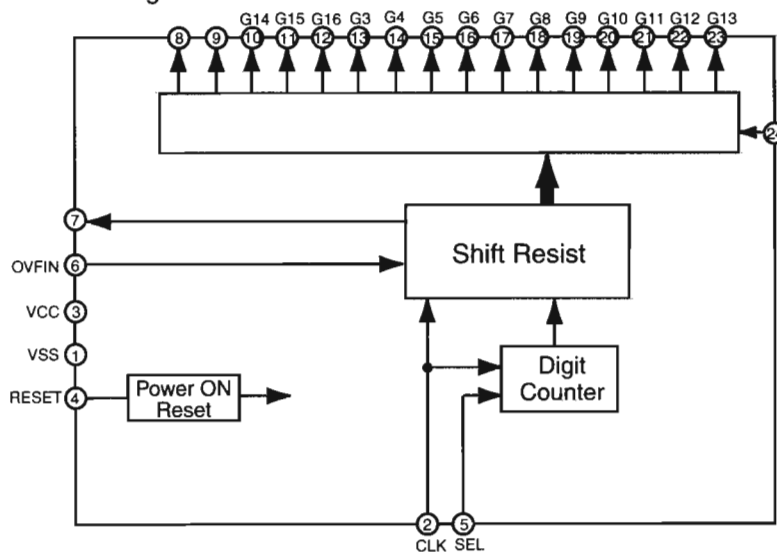 G14 G15 G16 G3 G4 G5 G6 G7 G8 G9 G10 G11 G12 G13
8 9 10 11 12 13 14 15 16 17 18 19 20 21 22 23
24
7
Shift Resist
OVFIN 6
VCC 3
VSS 1
Digit
Counter
RESET 4
Power ON
Reset
2 5
CLK SEL